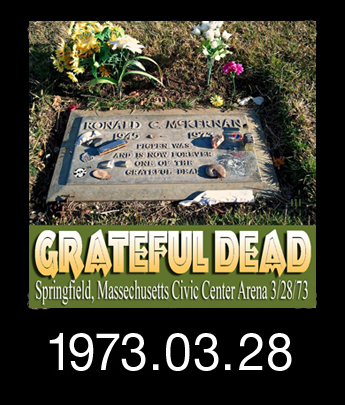 RONALD C. McKERNAN
1945 1973
PIGPEN WAS
AND IS NOW FOREVER
ONE OF THE
GRATEFUL DEAD
GRATEFUL DEAD
Springfield, Massechusetts Civic Center Arena 3/28/73
1973.03.28